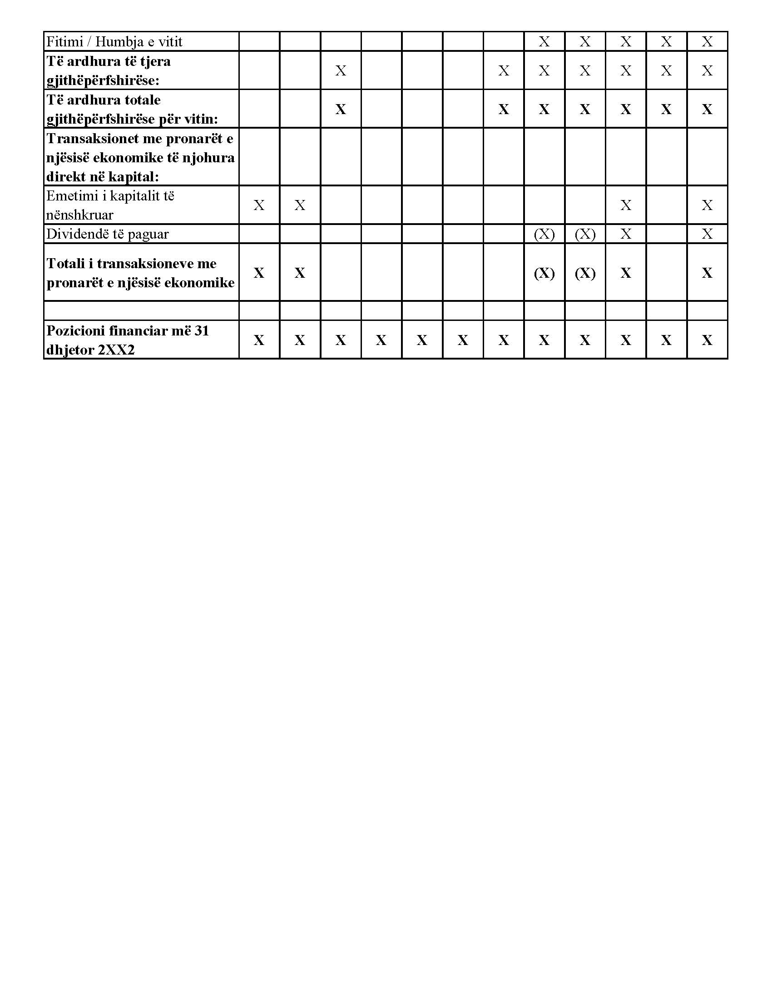 Fitimi / Humbja e vitit X X X X X
Të ardhura të tjera
gjithëpërfshirëse: X X X X X X X
Të ardhura totale
gjithëpërfshirëse për vitin: X X X X X X X
Transaksionet me pronarët e
njësisë ekonomike të njohura
direkt në kapital:
Emetimi i kapitalit të
nënshkruar X X X X
Dividendë të paguar (X) (X) X X
Totali i transaksioneve me
pronarët e njësisë ekonomike X X (X) (X) X X
Pozicioni financiar më 31
dhjetor 2XX2 X X X X X X X X X X X X